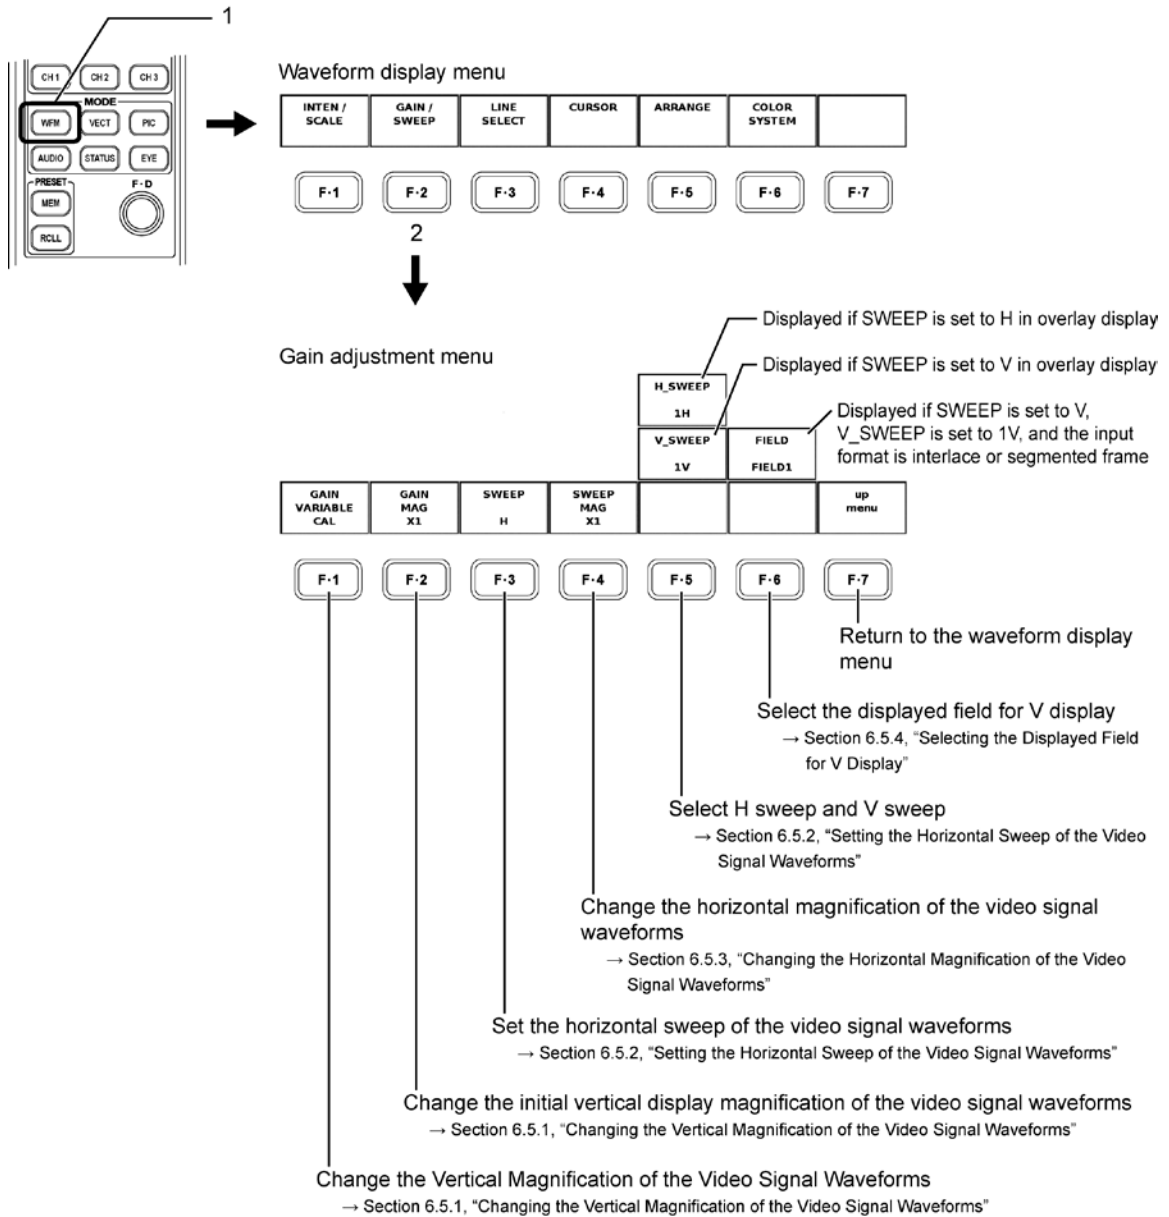 1
CH 1 CH 2 CH 3
MODE
WFM VECT PIC
AUDIO STATUS EYE
PRESET F·D
MEM
RCLL
Waveform display menu
INTEN / GAIN / LINE CURSOR ARRANGE COLOR
SCALE SWEEP SELECT SYSTEM
F·1 F·2 F·3 F·4 F·5 F·6 F·7
2
Displayed if SWEEP is set to H in overlay display
Gain adjustment menu
Displayed if SWEEP is set to V in overlay display
H_SWEEP
1H
Displayed if SWEEP is set to V,
V_SWEEP is set to 1V, and the input
format is interlace or segmented frame
V_SWEEP FIELD
1V FIELD1
GAIN GAIN SWEEP SWEEP up
VARIABLE MAG MAG menu
CAL X1 H X1
F·1 F·2 F·3 F·4 F·5 F·6 F·7
Return to the waveform display
menu
Select the displayed field for V display
→ Section 6.5.4, “Selecting the Displayed Field
for V Display”
Select H sweep and V sweep
→ Section 6.5.2, “Setting the Horizontal Sweep of the Video
Signal Waveforms”
Change the horizontal magnification of the video signal
waveforms
→ Section 6.5.3, “Changing the Horizontal Magnification of the Video
Signal Waveforms”
Set the horizontal sweep of the video signal waveforms
→ Section 6.5.2, “Setting the Horizontal Sweep of the Video Signal Waveforms”
Change the initial vertical display magnification of the video signal waveforms
→ Section 6.5.1, “Changing the Vertical Magnification of the Video Signal Waveforms”
Change the Vertical Magnification of the Video Signal Waveforms
→ Section 6.5.1, “Changing the Vertical Magnification of the Video Signal Waveforms”